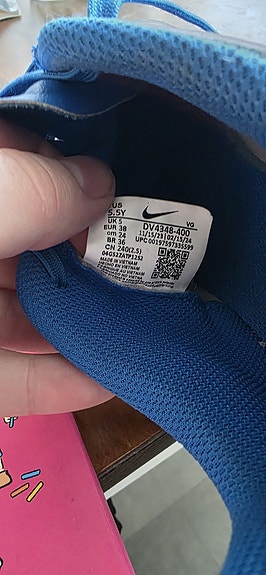 US
5.5Y
UK 5
EUR 38
cm 24
BR 36
CN 240(2.5)
VQ
DV4348-400
11/15/23 | 02/15/24
UPC 00197597335599
MADE IN VIETNAM